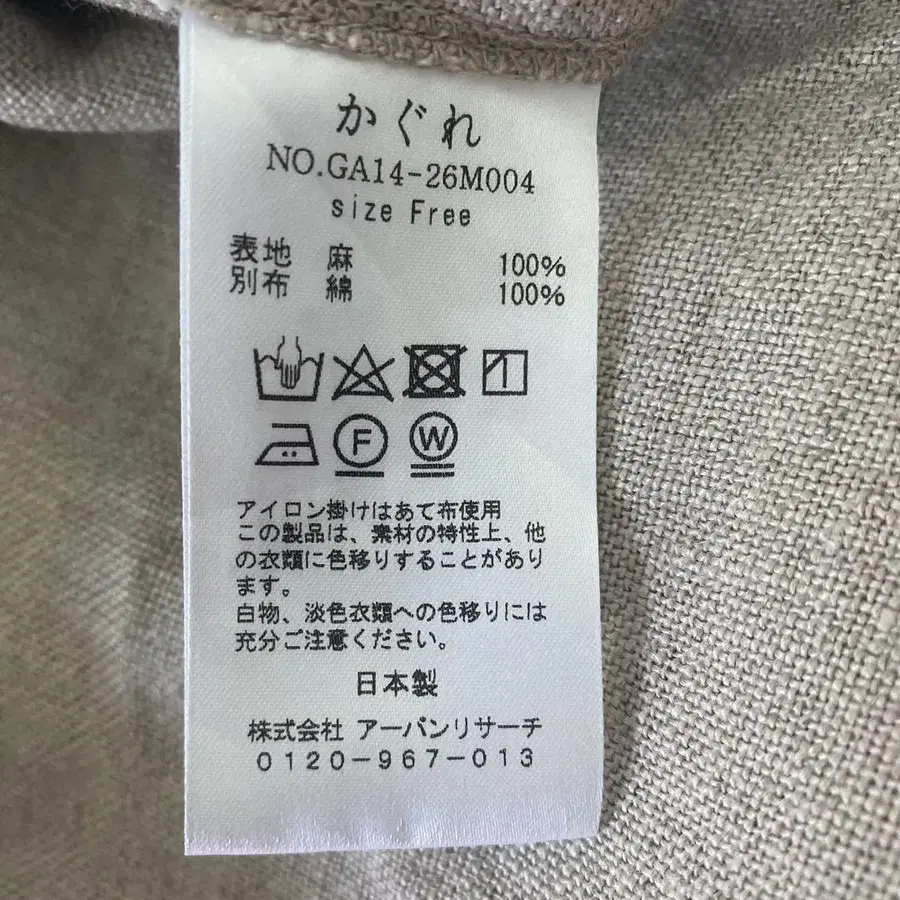 かぐれ
NO.GA14-26M004
size Free
表地 麻 100%
別布 綿 100%
F W
アイロン掛けはあて布使用
この製品は、素材の特性上、他
の衣類に色移りすることがあり
ます。
白物、淡色衣類への色移りには
充分ご注意ください。
日本製
株式会社 アーバンリサーチ
0120-967-013